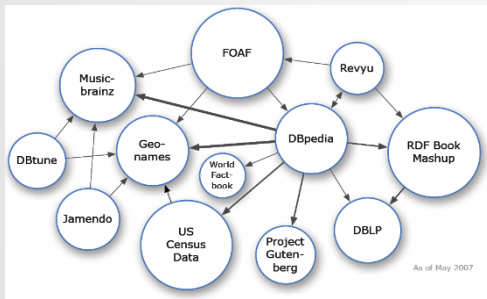 FOAF
Music-
brainz
Revyu
DBpedia
Geo-
names
RDF Book
Mashup
DBtune
World
Fact-
book
Jamendo
US
Census
Data
Project
Guten-
berg
DBLP
As of May 2007